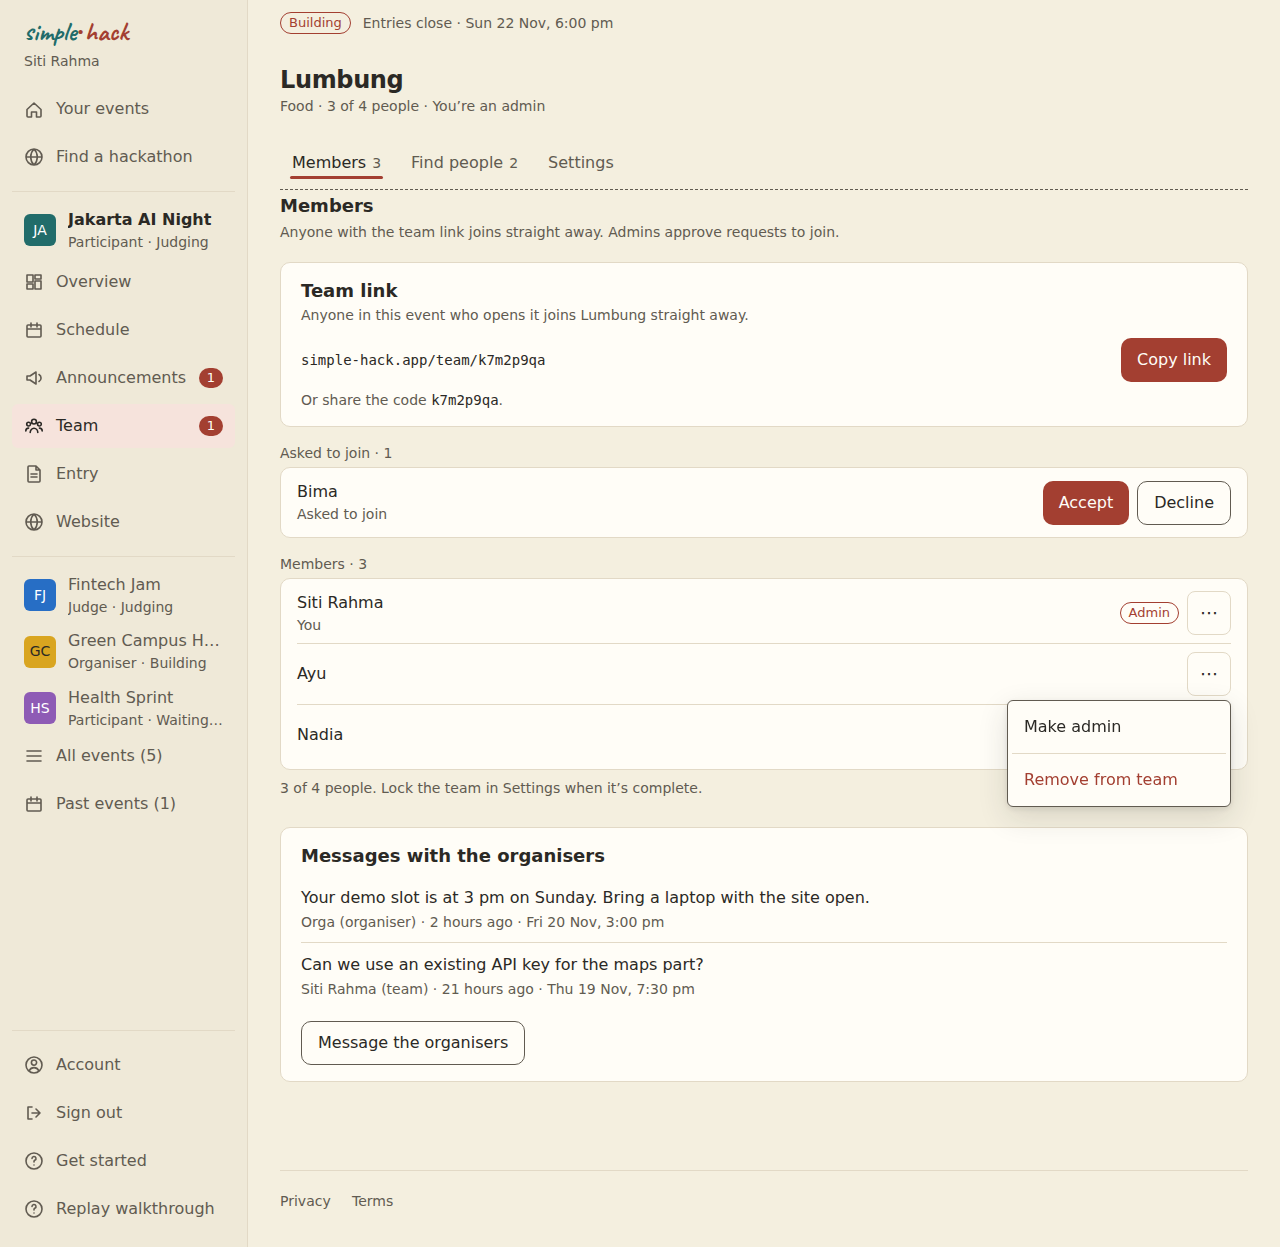 simple·hack
Siti Rahma
Your events
Find a hackathon
JA
Jakarta AI Night
Participant · Judging
Overview
Schedule
Announcements 1
Team 1
Entry
Website
FJ
Fintech Jam
Judge · Judging
GC
Green Campus H…
Organiser · Building
HS
Health Sprint
Participant · Waiting…
All events (5)
Past events (1)
Account
Sign out
Get started
Replay walkthrough
Building Entries close · Sun 22 Nov, 6:00 pm
Lumbung
Food · 3 of 4 people · You’re an admin
Members 3 Find people 2 Settings
Members
Anyone with the team link joins straight away. Admins approve requests to join.
Team link
Anyone in this event who opens it joins Lumbung straight away.
simple-hack.app/team/k7m2p9qa
Copy link
Or share the code k7m2p9qa.
Asked to join · 1
Bima
Asked to join
Accept Decline
Members · 3
Siti Rahma
You
Admin ···
Ayu
···
Nadia
Make admin
Remove from team
3 of 4 people. Lock the team in Settings when it’s complete.
Messages with the organisers
Your demo slot is at 3 pm on Sunday. Bring a laptop with the site open.
Orga (organiser) · 2 hours ago · Fri 20 Nov, 3:00 pm
Can we use an existing API key for the maps part?
Siti Rahma (team) · 21 hours ago · Thu 19 Nov, 7:30 pm
Message the organisers
Privacy Terms